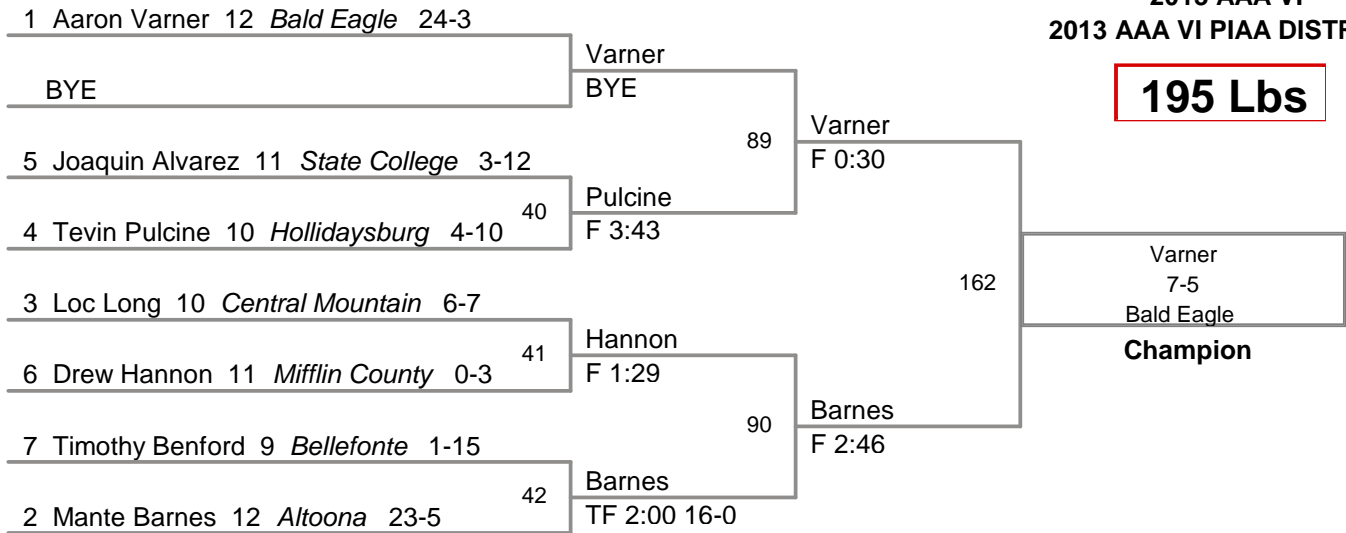 2013 AAA VI
2013 AAA VI PIAA DISTR
195 Lbs
1 Aaron Varner 12 Bald Eagle 24-3
BYE
5 Joaquin Alvarez 11 State College 3-12
4 Tevin Pulcine 10 Hollidaysburg 4-10
3 Loc Long 10 Central Mountain 6-7
6 Drew Hannon 11 Mifflin County 0-3
7 Timothy Benford 9 Bellefonte 1-15
2 Mante Barnes 12 Altoona 23-5
40
41
42
Varner
BYE
Pulcine
F 3:43
Hannon
F 1:29
Barnes
TF 2:00 16-0
89
90
Varner
F 0:30
Barnes
F 2:46
162
Varner
7-5
Bald Eagle
Champion